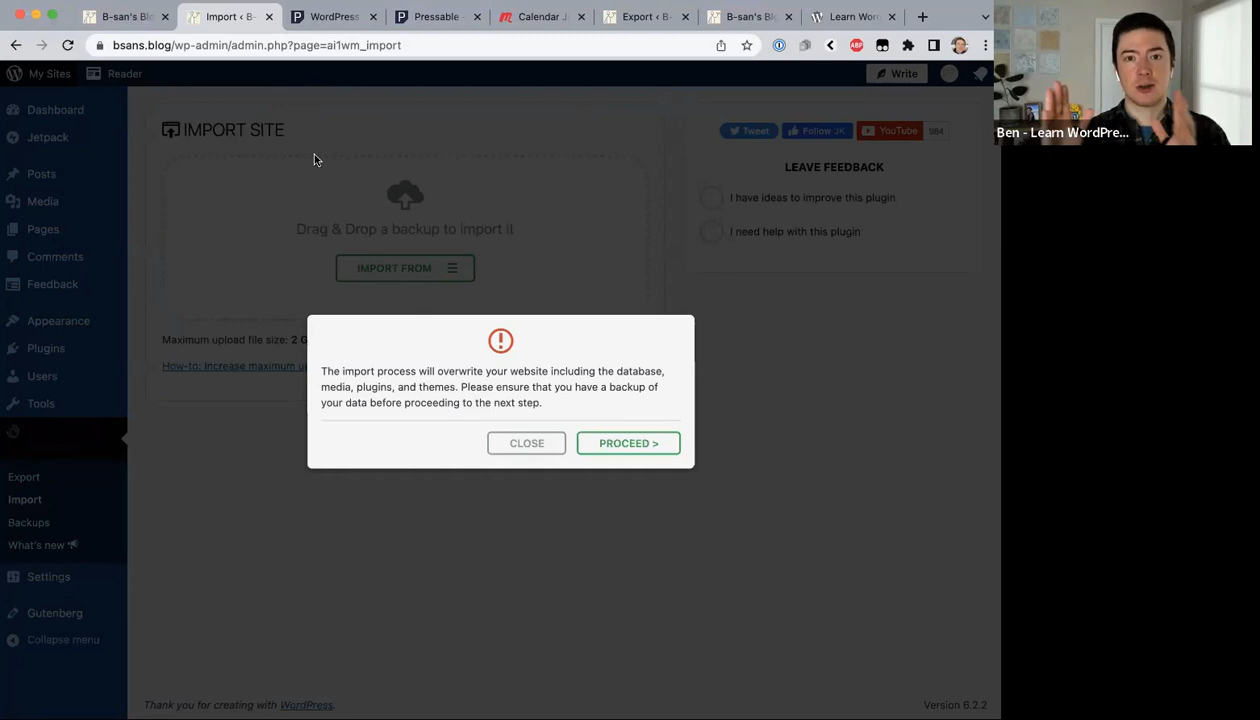 B-san's Blo
Import ‹ B-
WordPress
Pressable
Calendar J
Export ‹ B-
B-san's Blo
Learn Wor
bsans.blog/wp-admin/admin.php?page=ai1wm_import
ABP
My Sites
Reader
Write
Ben - Learn WordPre...
Dashboard
Jetpack
Posts
Media
Pages
Comments
Feedback
Appearance
Plugins
Users
Tools
Export
Import
Backups
What's new
Settings
Gutenberg
Collapse menu
IMPORT SITE
Drag & Drop a backup to import it
IMPORT FROM
Maximum upload file size: 2 G
How-to: Increase maximum u
Tweet
Follow JK
YouTube
984
LEAVE FEEDBACK
I have ideas to improve this plugin
I need help with this plugin
The import process will overwrite your website including the database,
media, plugins, and themes. Please ensure that you have a backup of
your data before proceeding to the next step.
CLOSE
PROCEED >
Thank you for creating with WordPress.
Version 6.2.2